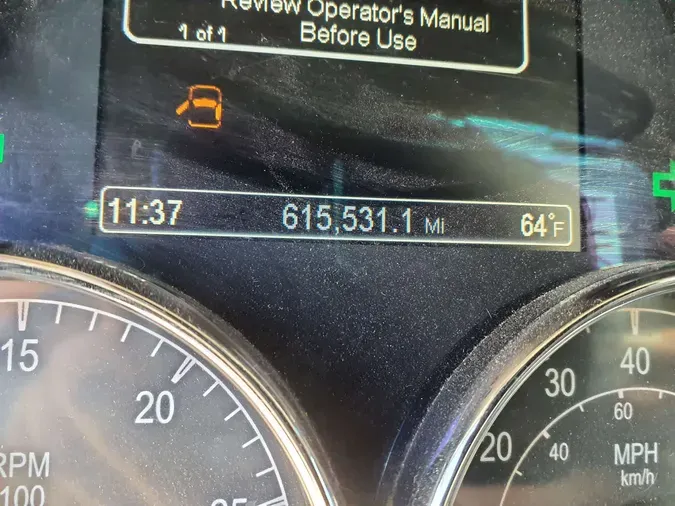 Review Operator's Manual
1 of 1
Before Use
11:37 615,531.1 Mi 64°F
15
20
25
RPM
100
20
30
40
40
60
MPH
km/h